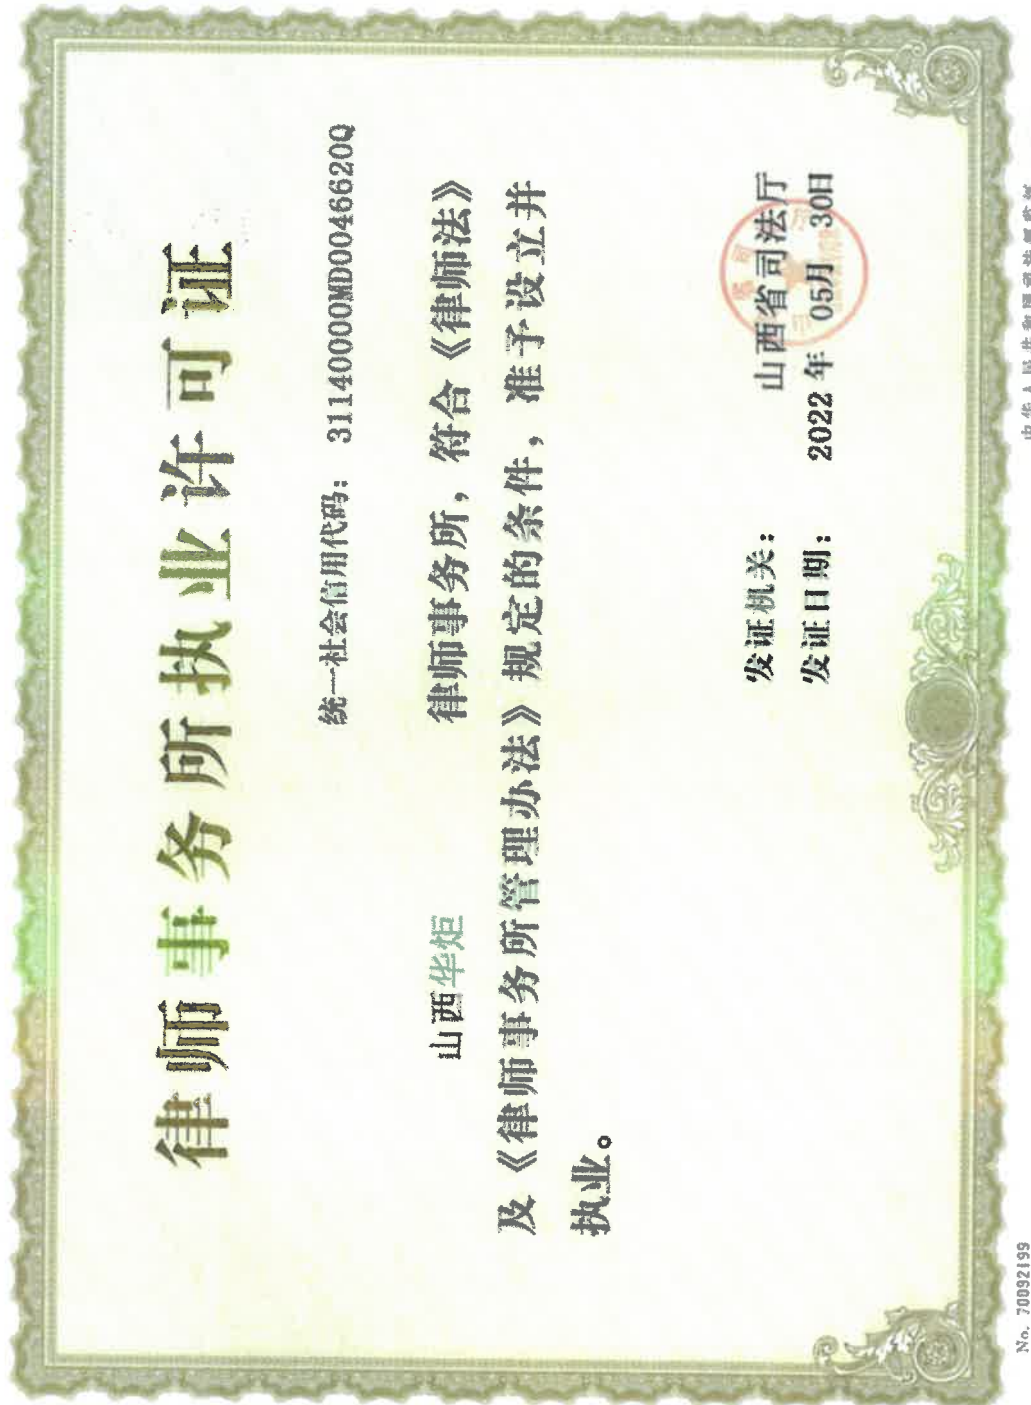 律师事务所执业许可证
统一社会信用代码： 31140000MD0046620Q
山西华炬 律师事务所，符合《律师法》
及《律师事务所管理办法》规定的条件，准予设立并
执业。
发证机关： 山西省司法厅
发证日期： 2022 年 05月 30日
No. 70092199